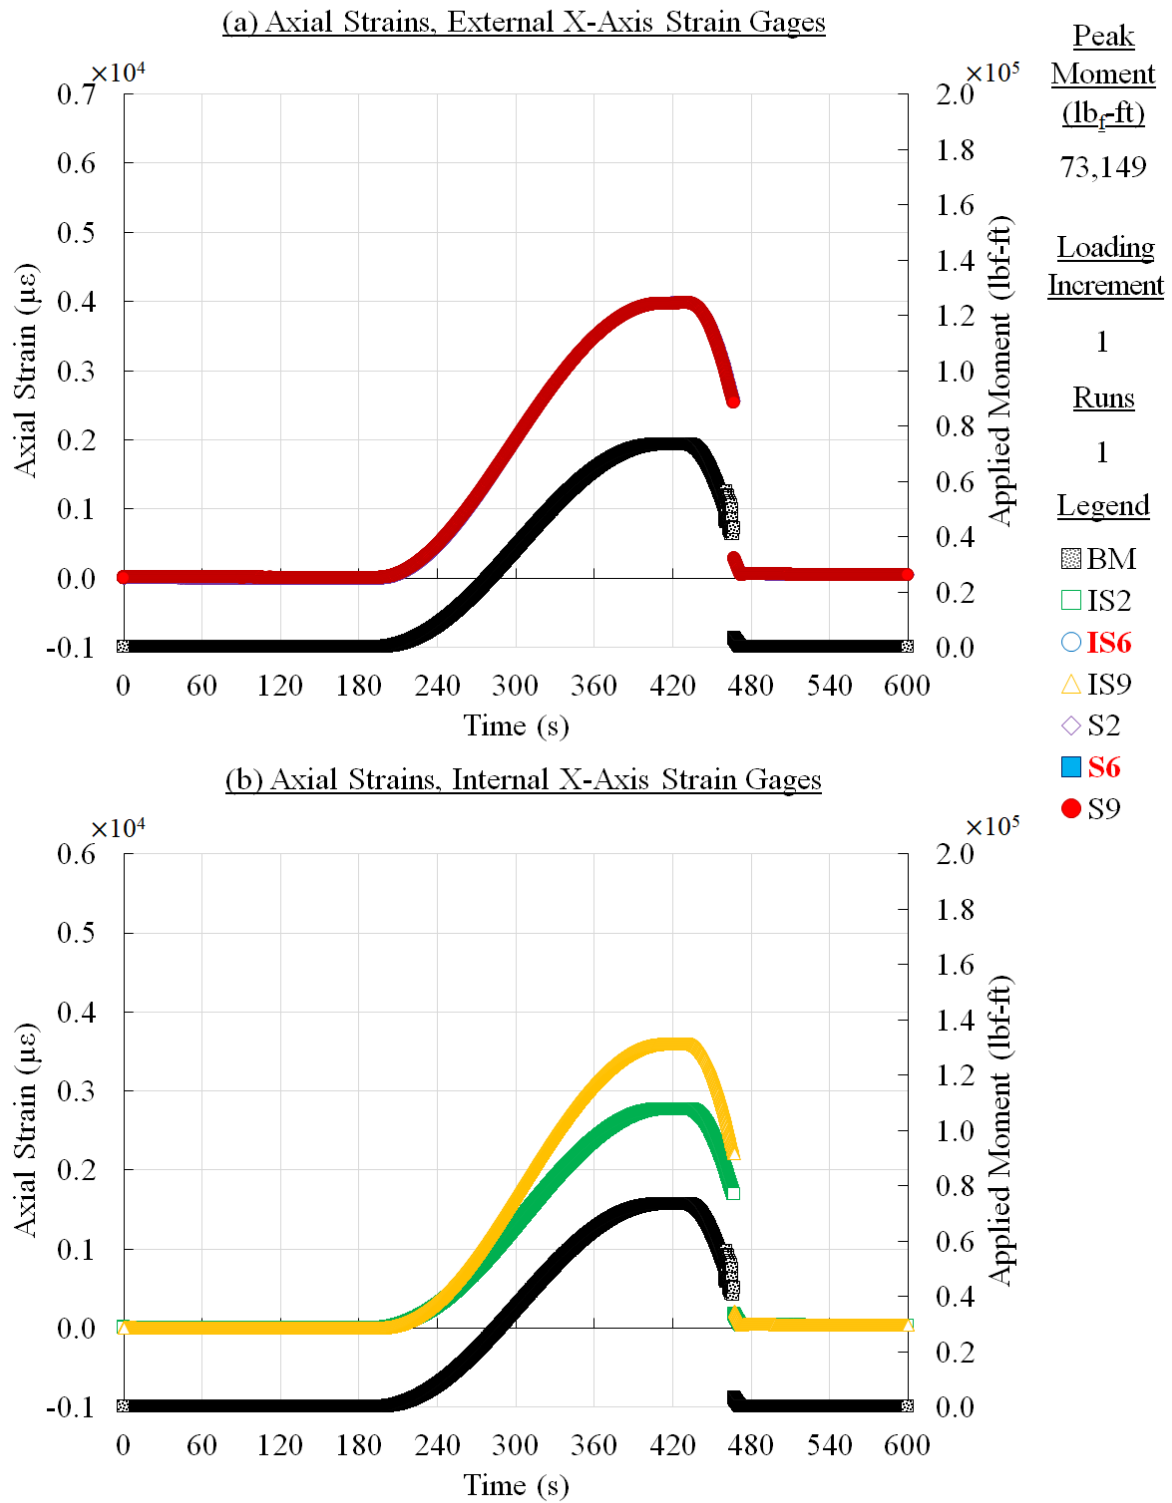 (a) Axial Strains, External X-Axis Strain Gages
×10⁴
×10⁵
0.7
0.6
0.5
0.4
0.3
0.2
0.1
0.0
-0.1
Axial Strain (με)
2.0
1.8
1.6
1.4
1.2
1.0
0.8
0.6
0.4
0.2
0.0
Applied Moment (lbf-ft)
0 60 120 180 240 300 360 420 480 540 600
Time (s)
Peak
Moment
(lbf-ft)
73,149
Loading
Increment
1
Runs
1
Legend
BM
IS2
IS6
IS9
S2
S6
S9
(b) Axial Strains, Internal X-Axis Strain Gages
×10⁴
×10⁵
0.6
0.5
0.4
0.3
0.2
0.1
0.0
-0.1
Axial Strain (με)
2.0
1.8
1.6
1.4
1.2
1.0
0.8
0.6
0.4
0.2
0.0
Applied Moment (lbf-ft)
0 60 120 180 240 300 360 420 480 540 600
Time (s)